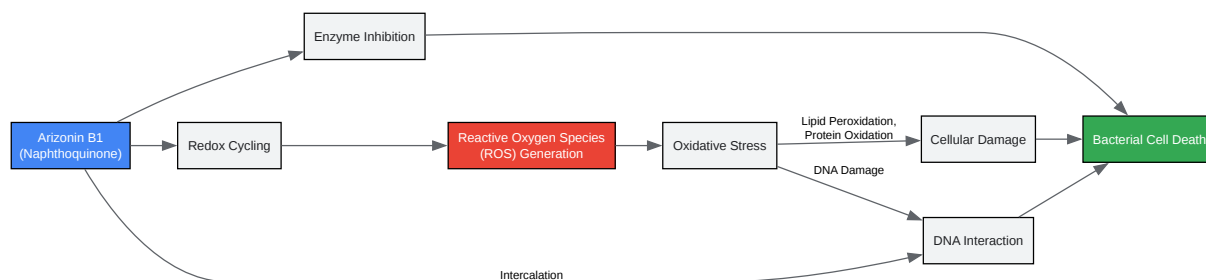 Enzyme Inhibition
Arizonin B1
(Naphthoquinone)
Redox Cycling
Reactive Oxygen Species
(ROS) Generation
Oxidative Stress
Lipid Peroxidation,
Protein Oxidation
Cellular Damage
Bacterial Cell Death
DNA Damage
DNA Interaction
Intercalation